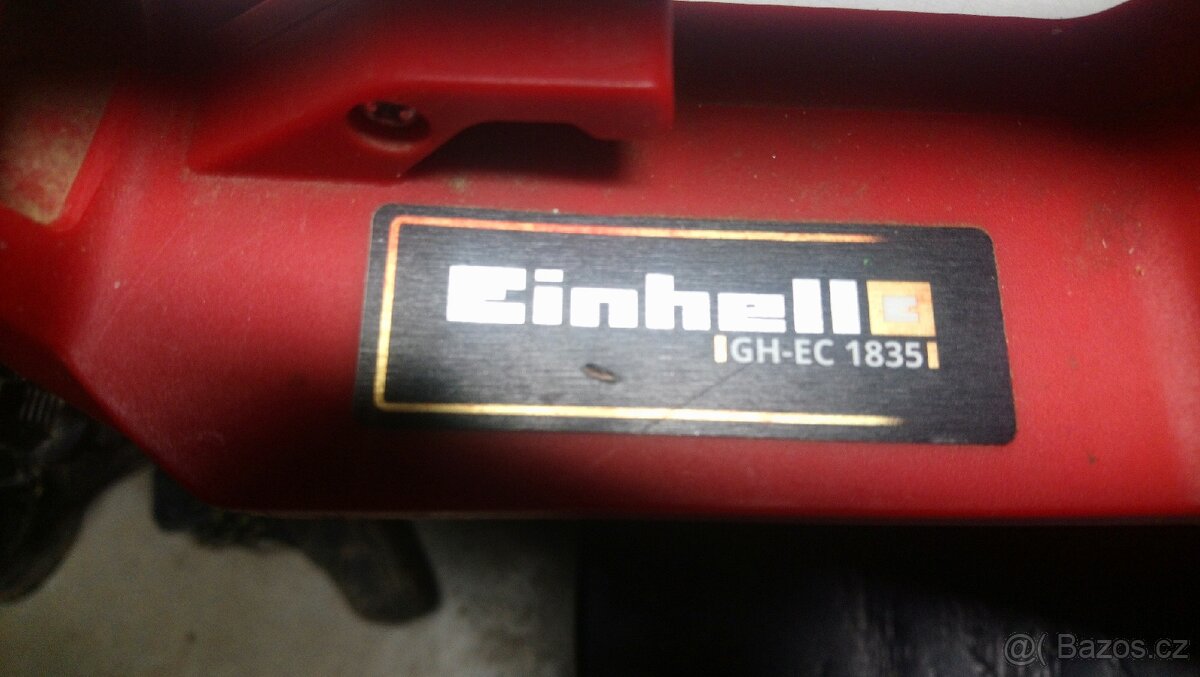 Einhell
GH-EC 1835
@( Bazos.cz